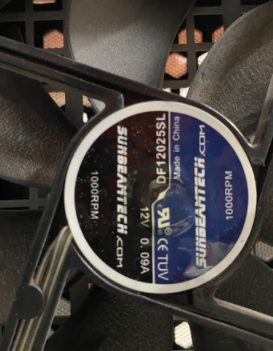 1000RPM
SUNBEAMTECH.COM
12V 0.09A
DF12025SL
CE TUV
Made in China
SUNBEAMTECH.COM
1000RPM